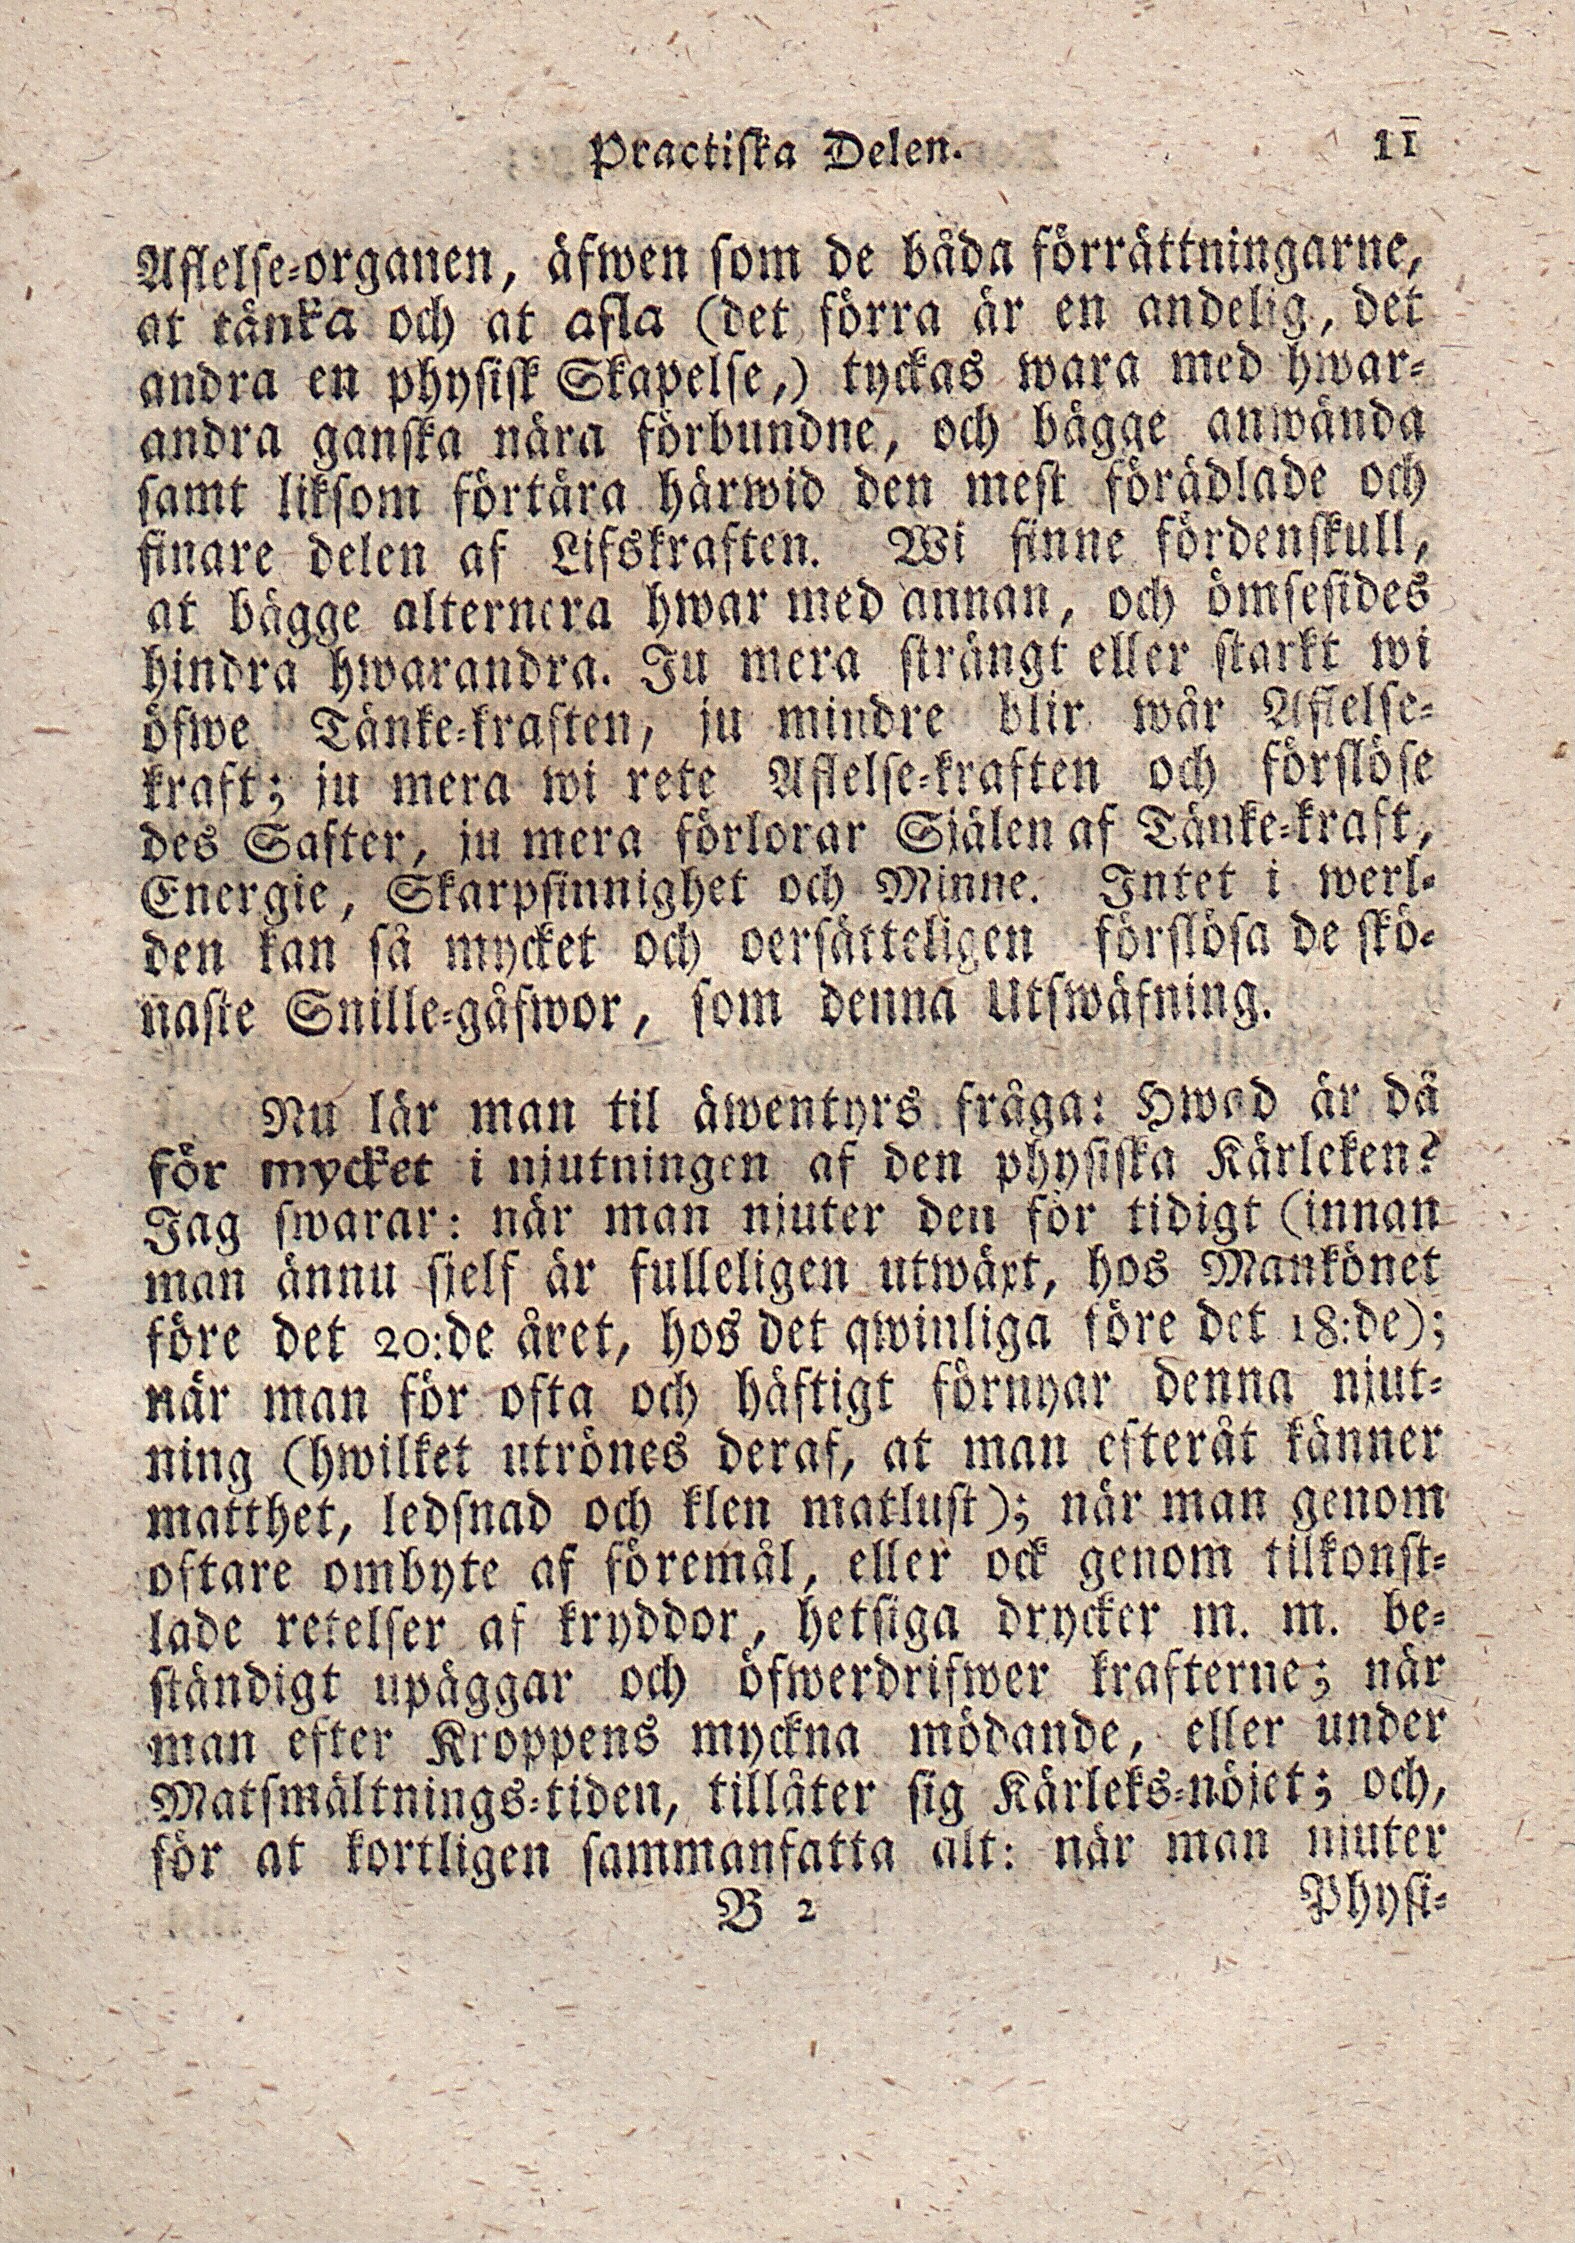 Practiska Delen. 11
Aflelse-organen, äfwen som de båda förrättningarne,
at tänka och at afla (det förra är en andelig, det
andra en physisk Skapelse,) tyckas wara med hwar-
andra ganska nära förbundne, och bägge anwända
samt liksom förtära härwid den mest förädlade och
finare delen af Lifskraften. Wi finne fördenskull,
at bägge alternera hwar med annan, och ömsesides
hindra hwarandra. Ju mera strängt eller starkt wi
öfwe Tänke-kraften, ju mindre blir wår Aflelse-
kraft; ju mera wi rete Aflelse-kraften och förslöse
des Safter, ju mera förlorar Själen af Tänke-kraft,
Energie, Skarpsinnighet och Minne. Intet i werl-
den kan så mycket och oersätteligen förslösa de skö-
naste Snille-gåfwor, som denna Utswäfning.
Nu lär man til äwentyrs fråga: Hwad är då
för mycket i njutningen af den physiska Kärleken?
Jag swarar: när man njuter den för tidigt (innan
man ännu sjelf är fulleligen utwäxt, hos Mankönet
före det 20:de året, hos det qwinliga före det 18:de);
när man för ofta och häftigt förnyar denna njut-
ning (hwilket utrönes deraf, at man efteråt känner
matthet, ledsnad och klen matlust); när man genom
oftare ombyte af föremål, eller ock genom tilkonst-
lade retelser af kryddor, hetsiga drycker m. m. be-
ständigt upäggar och öfwerdrifwer krafterne; när
man efter Kroppens myckna mödande, eller under
Matsmältnings-tiden, tillåter sig Kärleks-nöjet; och,
för at kortligen sammanfatta alt: när man njuter
B 2 Physi-